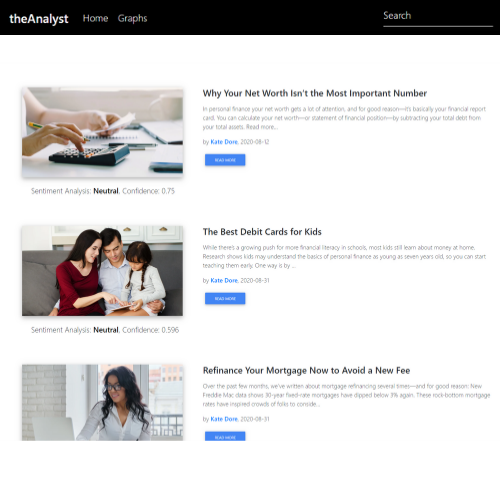 theAnalyst Home Graphs Search
Why Your Net Worth Isn't the Most Important Number
In personal finance your net worth gets a lot of attention, and for good reason—it's basically your financial report
card. You can calculate your net worth—or statement of financial position—by subtracting your total debt from
your total assets. Read more...
by Kate Dore, 2020-08-12
READ MORE
Sentiment Analysis: Neutral, Confidence: 0.75
The Best Debit Cards for Kids
While there's a growing push for more financial literacy in schools, most kids still learn about money at home.
Research shows kids may understand the basics of personal finance as young as seven years old, so you can start
teaching them early. One way is by ...
by Kate Dore, 2020-08-31
READ MORE
Sentiment Analysis: Neutral, Confidence: 0.596
Refinance Your Mortgage Now to Avoid a New Fee
Over the past few months, we've written about mortgage refinancing several times—and for good reason: New
Freddie Mac data shows 30-year fixed-rate mortgages have dipped below 3% again. These rock-bottom mortgage
rates have inspired crowds of folks to conside...
by Kate Dore, 2020-08-31
READ MORE